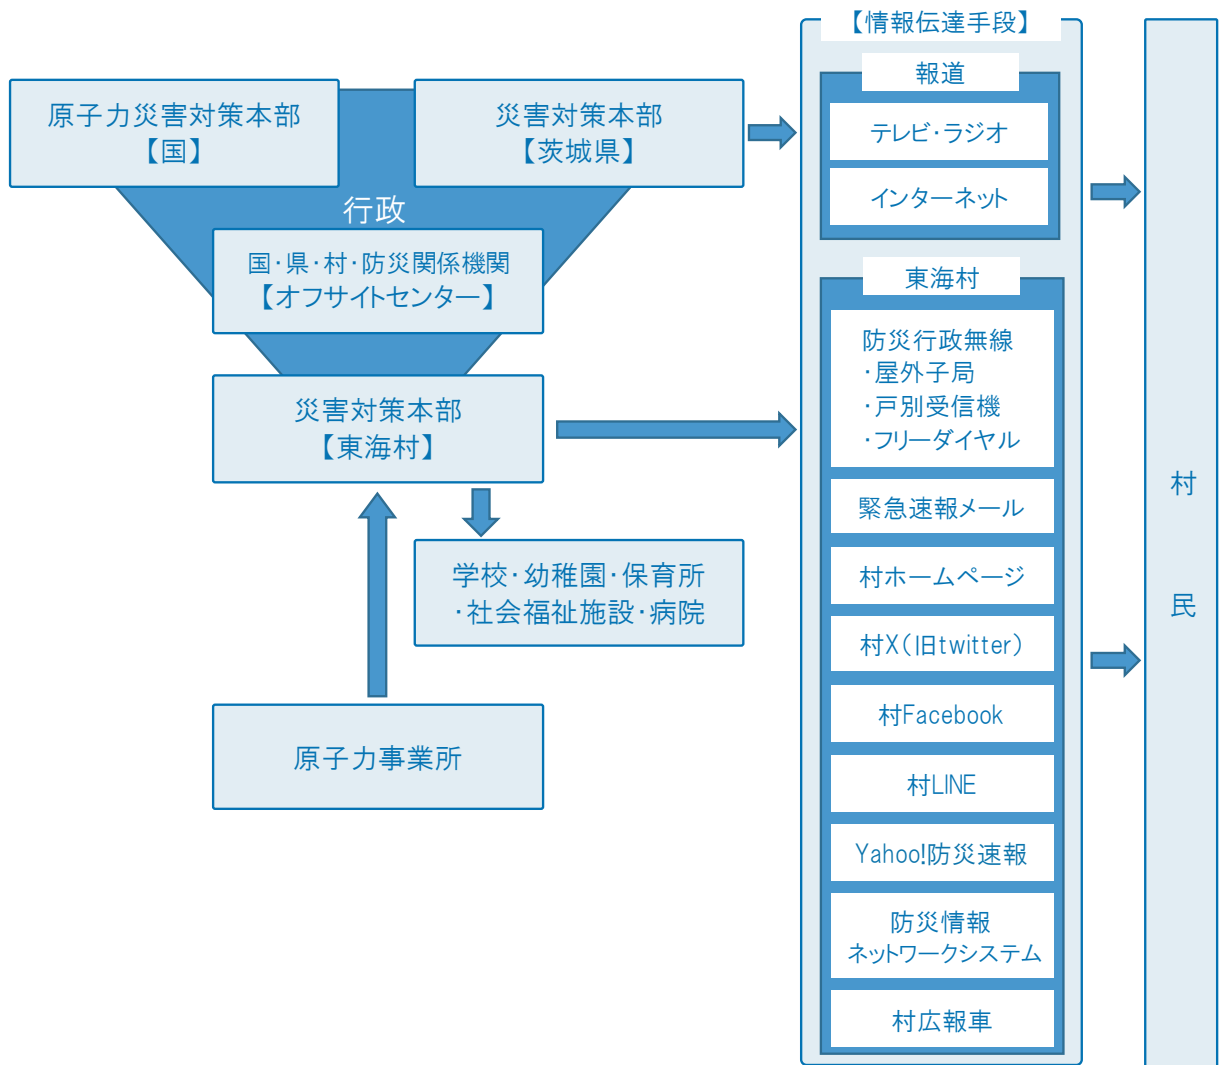 原子力災害対策本部
【国】
災害対策本部
【茨城県】
行政
国・県・村・防災関係機関
【オフサイトセンター】
災害対策本部
【東海村】
学校・幼稚園・保育所
・社会福祉施設・病院
原子力事業所
【情報伝達手段】
報道
テレビ・ラジオ
インターネット
東海村
防災行政無線
・屋外子局
・戸別受信機
・フリーダイヤル
緊急速報メール
村ホームページ
村X(旧twitter)
村Facebook
村LINE
Yahoo!防災速報
防災情報
ネットワークシステム
村広報車
村
民